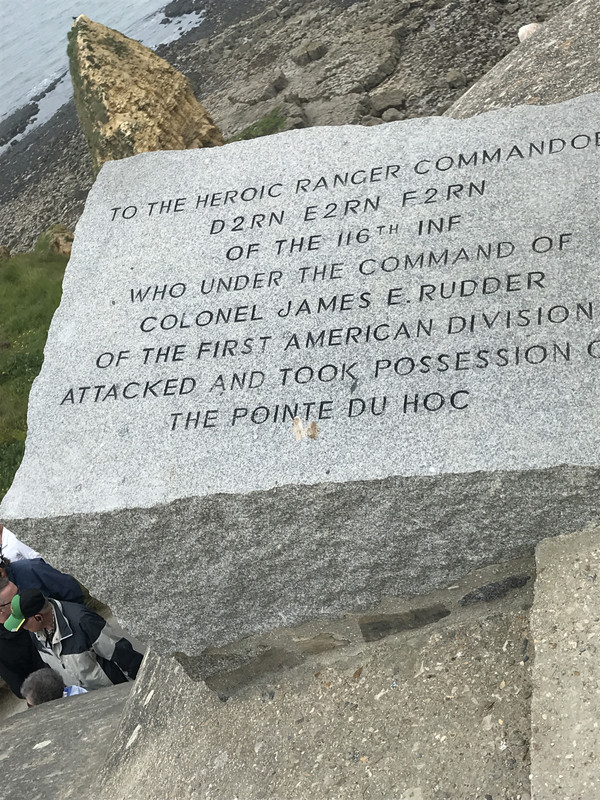 TO THE HEROIC RANGER COMMANDOE
D2RN E2RN F2RN
OF THE 116TH INF
WHO UNDER THE COMMAND OF
COLONEL JAMES E. RUDDER
OF THE FIRST AMERICAN DIVISION
ATTACKED AND TOOK POSSESSION O
THE POINTE DU HOC